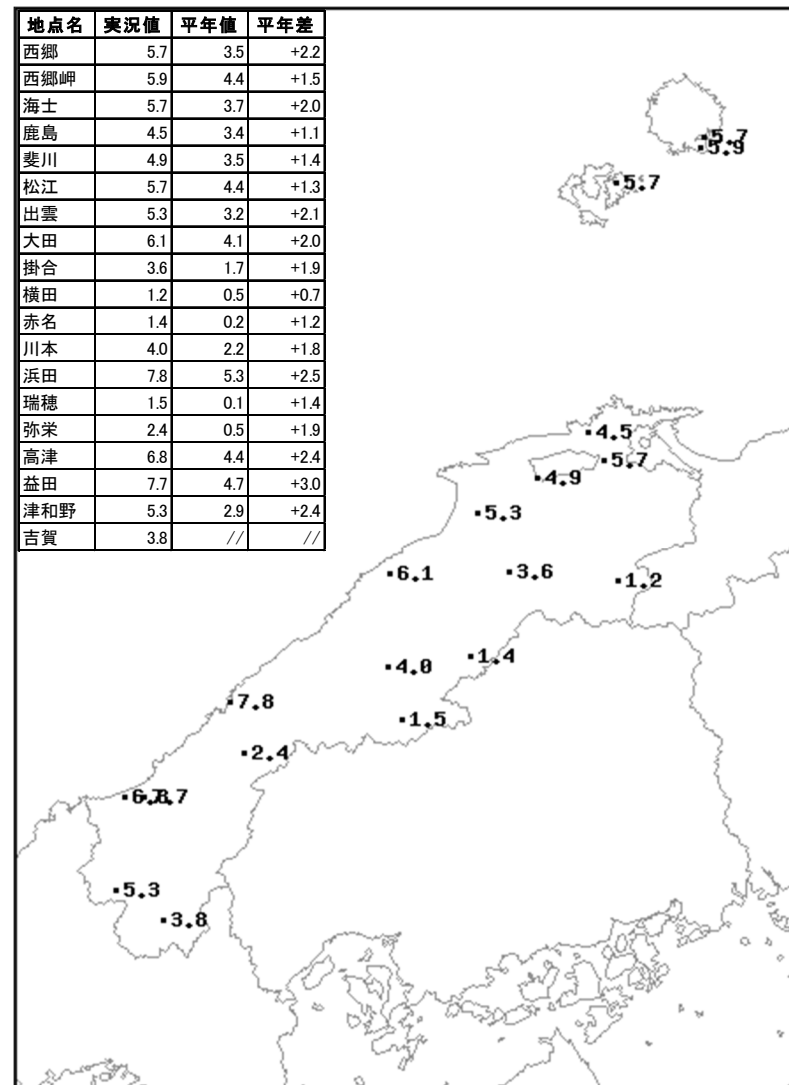 地点名 実況値 平年値 平年差
西郷 5.7 3.5 +2.2
西郷岬 5.9 4.4 +1.5
海士 5.7 3.7 +2.0
鹿島 4.5 3.4 +1.1
斐川 4.9 3.5 +1.4
松江 5.7 4.4 +1.3
出雲 5.3 3.2 +2.1
大田 6.1 4.1 +2.0
掛合 3.6 1.7 +1.9
横田 1.2 0.5 +0.7
赤名 1.4 0.2 +1.2
川本 4.0 2.2 +1.8
浜田 7.8 5.3 +2.5
瑞穂 1.5 0.1 +1.4
弥栄 2.4 0.5 +1.9
高津 6.8 4.4 +2.4
益田 7.7 4.7 +3.0
津和野 5.3 2.9 +2.4
吉賀 3.8 // //
5.7
5.9
5.7
4.5
5.7
4.9
5.3
6.1
3.6
1.2
1.4
4.0
1.5
7.8
2.4
6.8 7.7
5.3
3.8